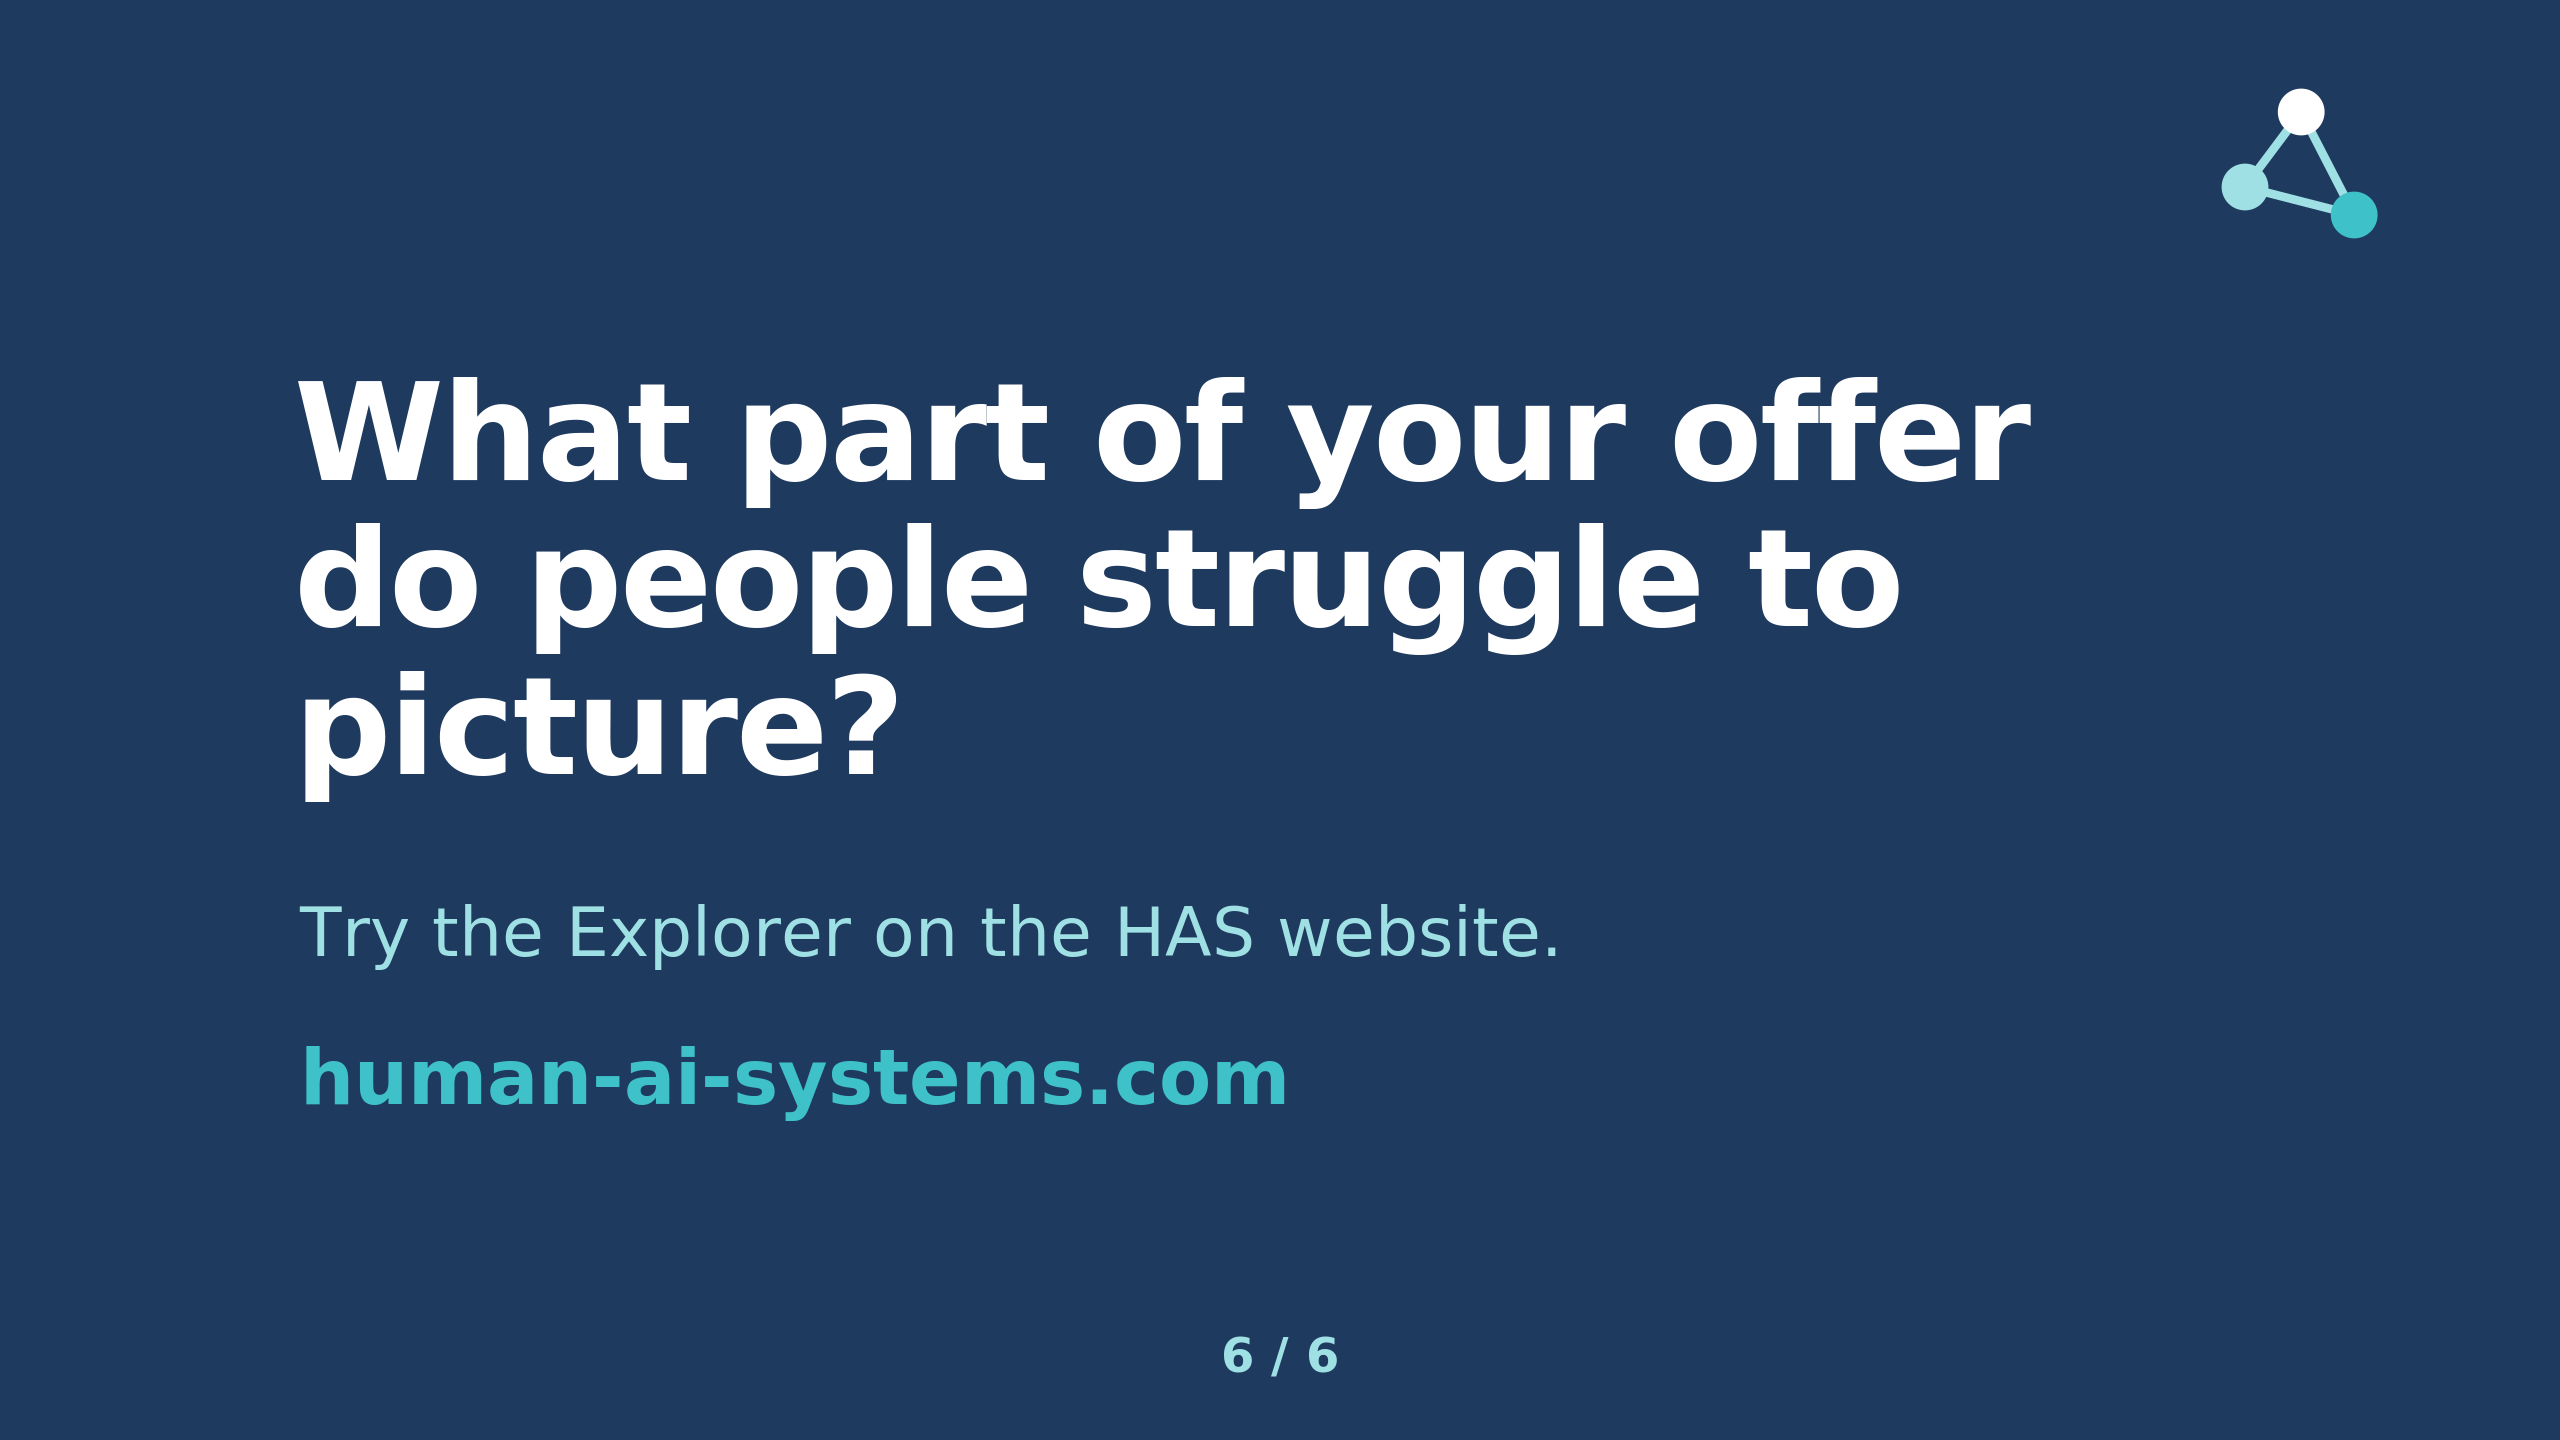 What part of your offer
do people struggle to
picture?
Try the Explorer on the HAS website.
human-ai-systems.com
6 / 6